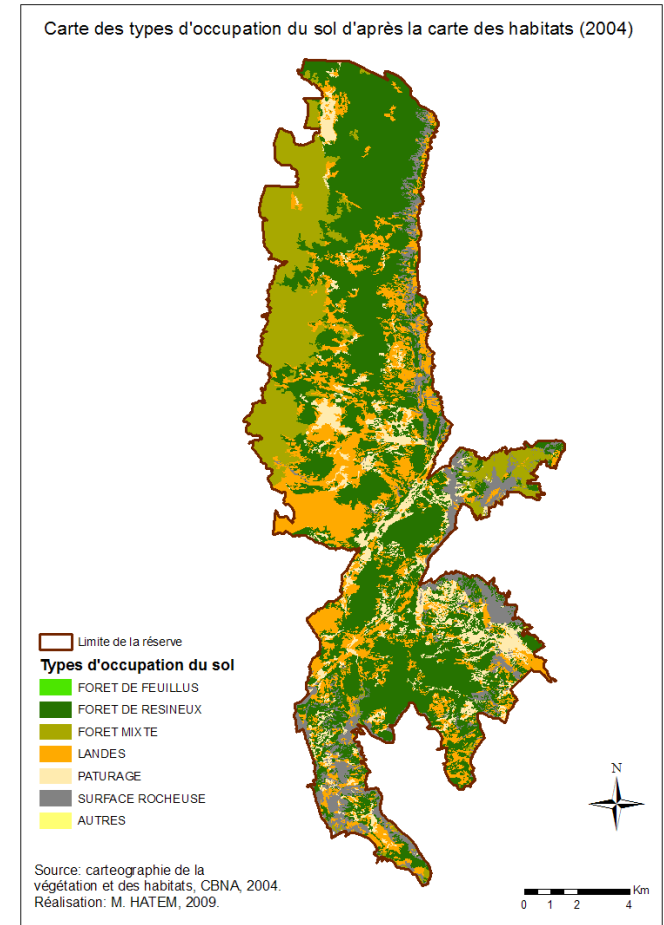 Carte des types d'occupation du sol d'après la carte des habitats (2004)
Limite de la réserve
Types d'occupation du sol
FORET DE FEUILLUS
FORET DE RESINEUX
FORET MIXTE
LANDES
PATURAGE
SURFACE ROCHEUSE
AUTRES
Source: carteographie de la
végétation et des habitats, CBNA, 2004.
Réalisation: M. HATEM, 2009.
N
Km
0 1 2 4